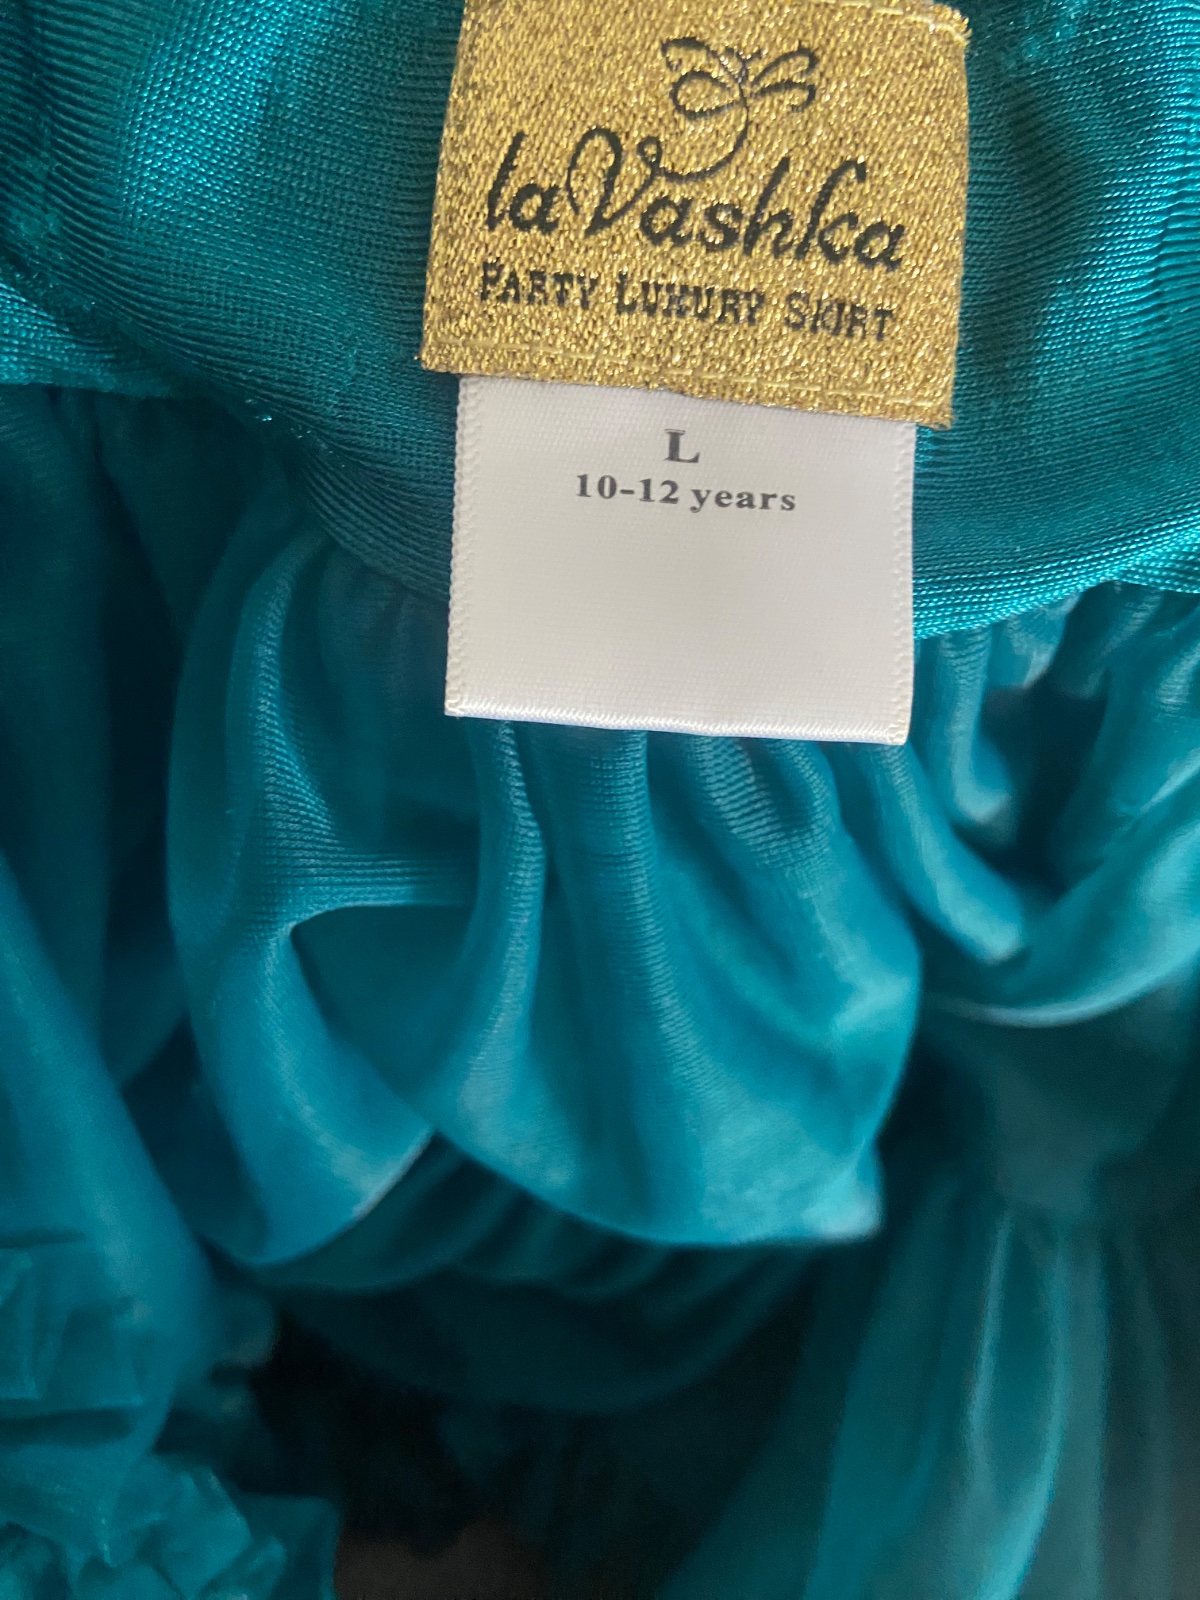 laVashka
PARTY LUXURY SKIRT
L
10-12 years